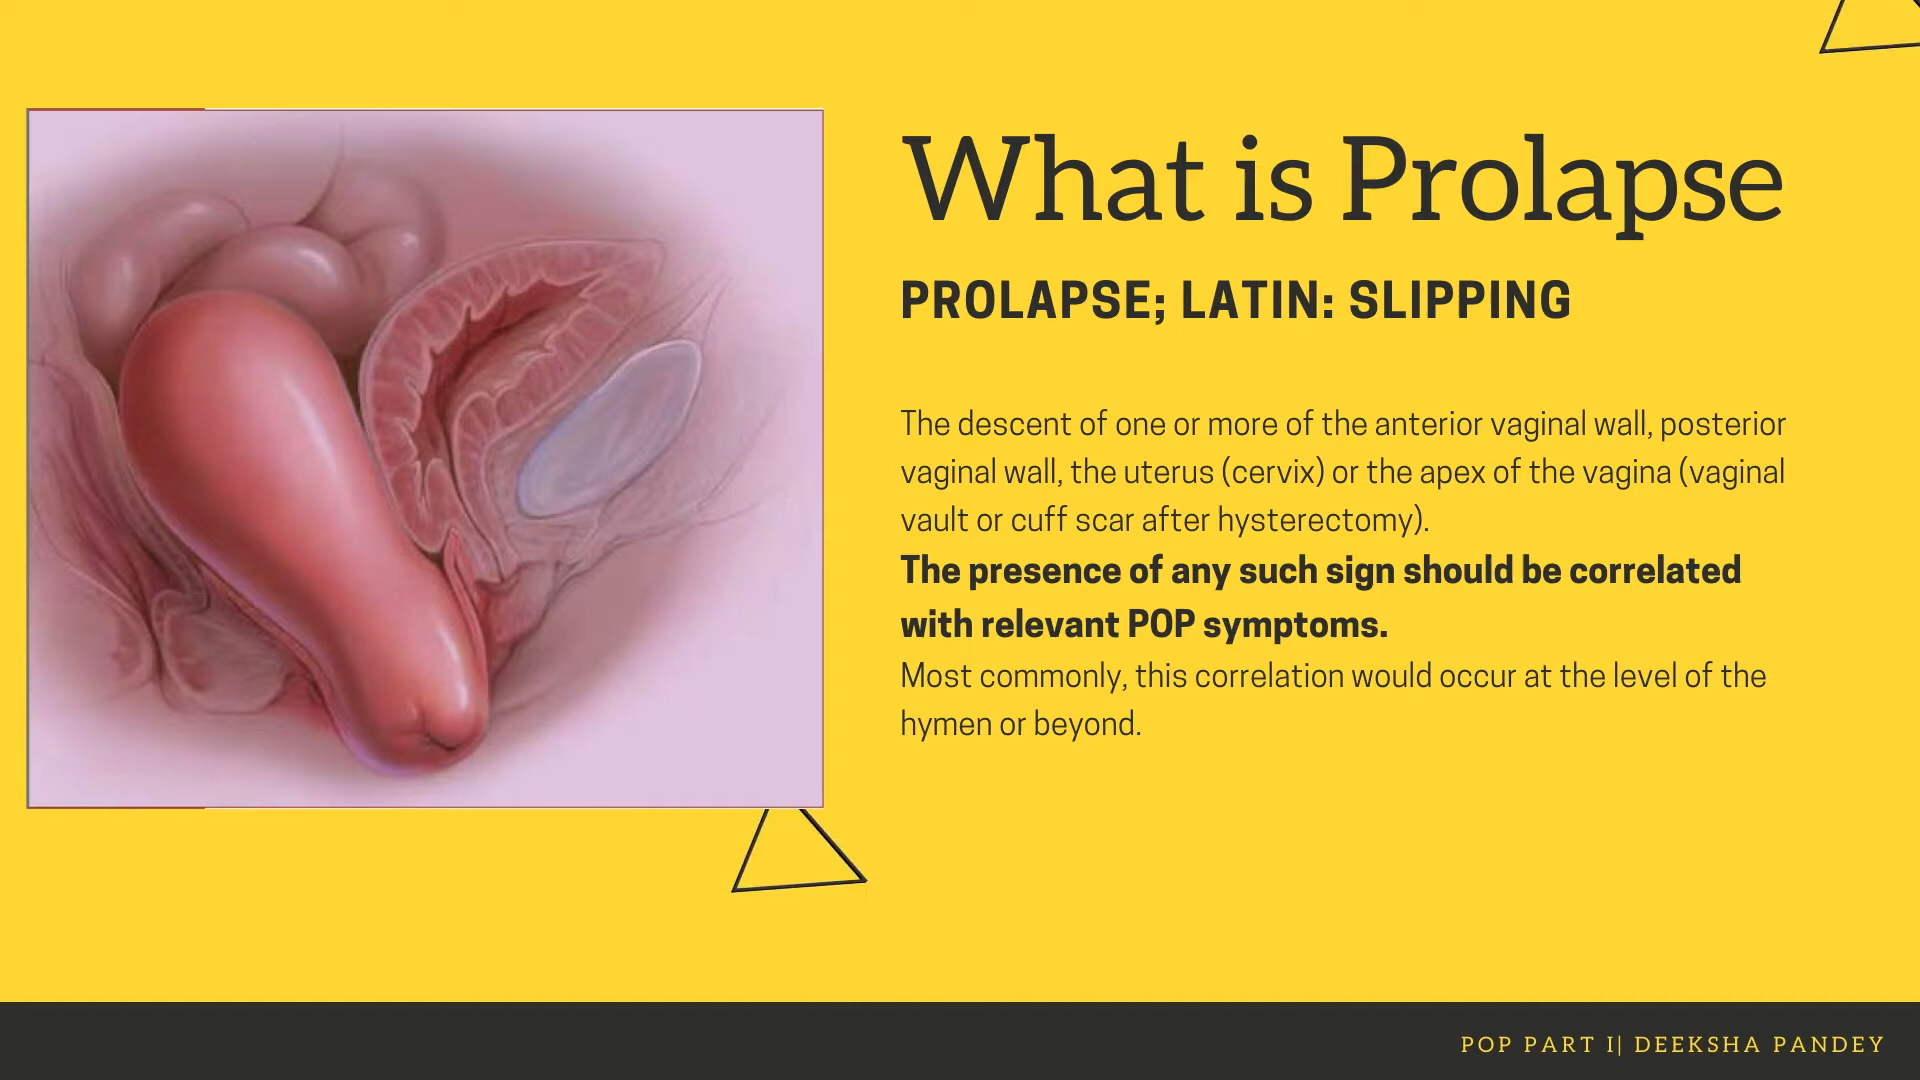 What is Prolapse
PROLAPSE; LATIN: SLIPPING
The descent of one or more of the anterior vaginal wall, posterior
vaginal wall, the uterus (cervix) or the apex of the vagina (vaginal
vault or cuff scar after hysterectomy).
The presence of any such sign should be correlated
with relevant POP symptoms.
Most commonly, this correlation would occur at the level of the
hymen or beyond.
POP PART I| DEEKSHA PANDEY